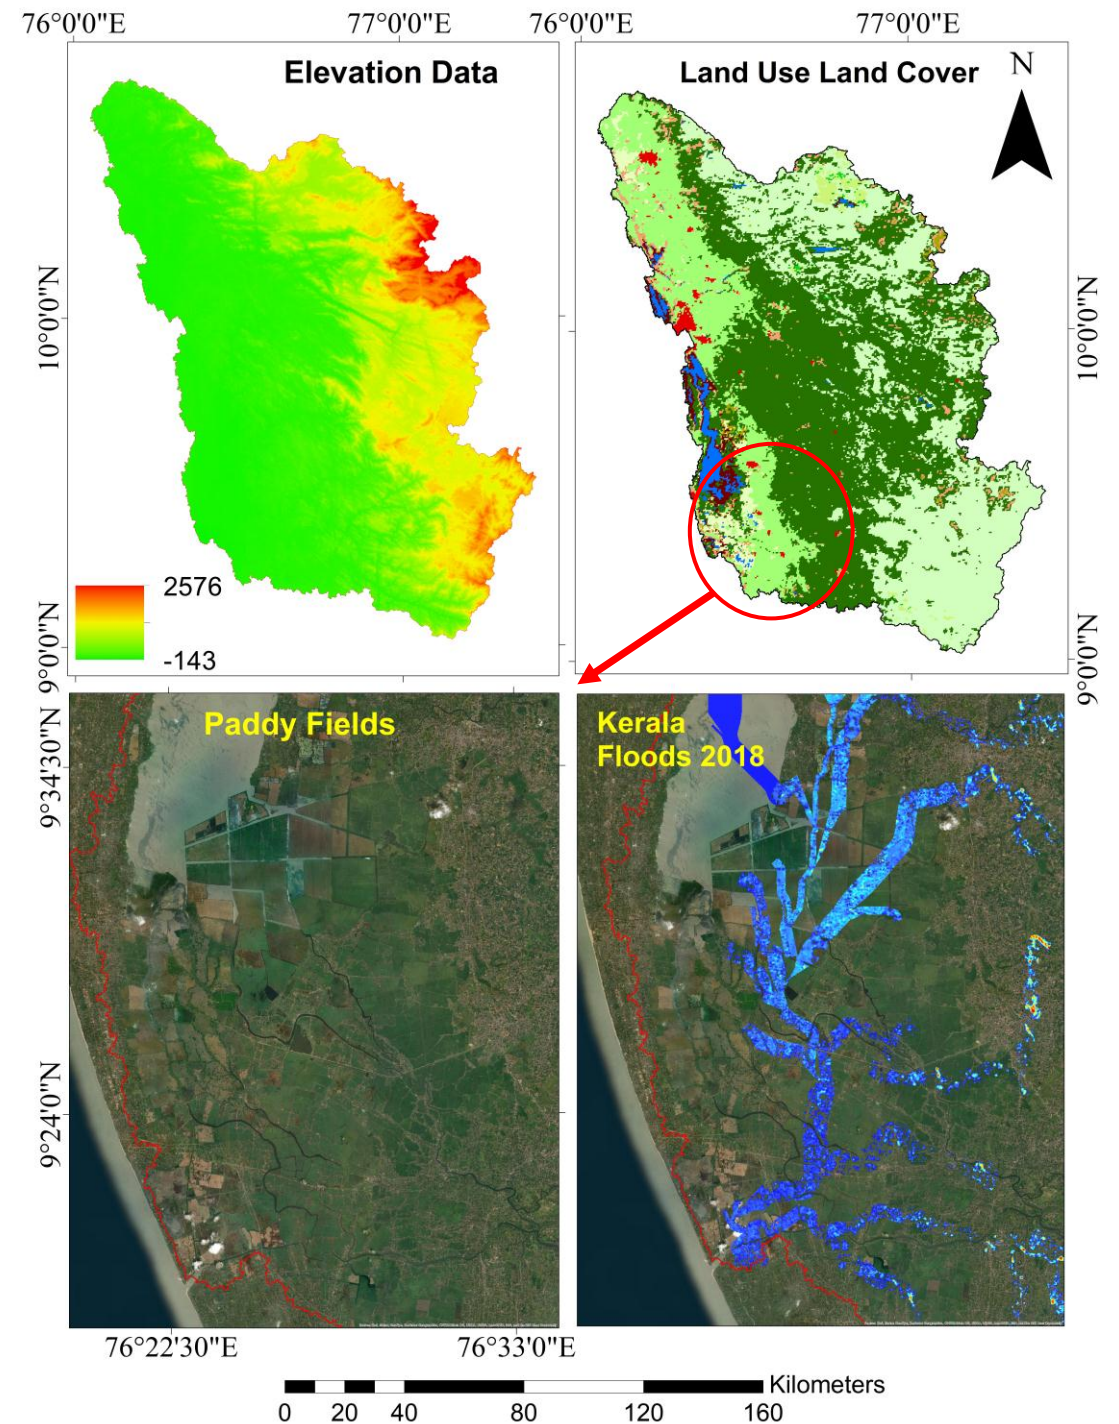 76°0'0"E 77°0'0"E 76°0'0"E 77°0'0"E
Elevation Data
Land Use Land Cover
N
10°0'0"N
10°0'0"N
2576
-143
9°0'0"N
9°0'0"N
Paddy Fields
Kerala
Floods 2018
9°34'30"N
9°24'0"N
76°22'30"E 76°33'0"E
Kilometers
0 20 40 80 120 160